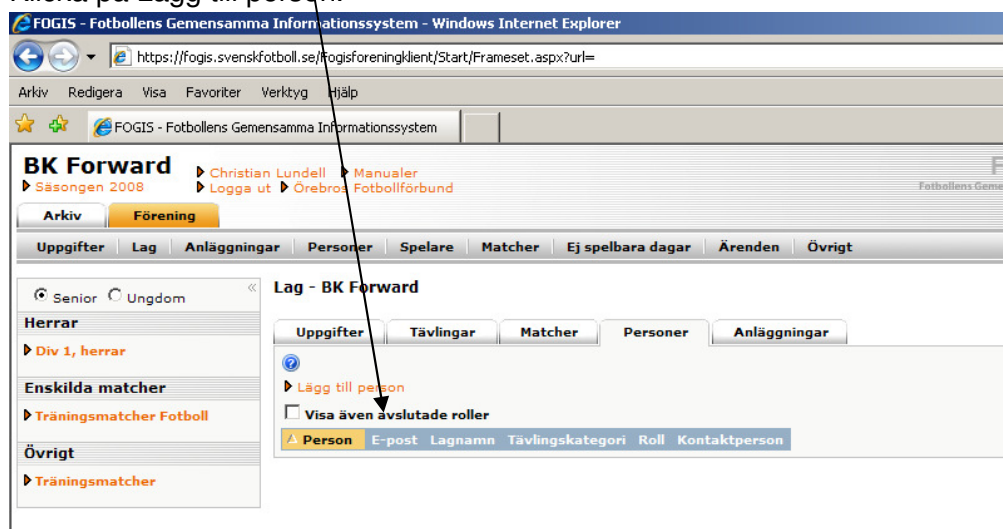 Klicka på Lägg till person.
FOGIS - Fotbollens Gemensamma Informationssystem - Windows Internet Explorer
https://fogis.svenskfotboll.se/Fogisforeningklient/Start/Frameset.aspx?url=
Arkiv Redigera Visa Favoriter Verktyg Hjälp
FOGIS - Fotbollens Gemensamma Informationssystem
BK Forward Christian Lundell Manualer
Säsongen 2008 Logga ut Örebros Fotbollförbund
F
Fotbollens Geme
Arkiv Förening
Uppgifter Lag Anläggningar Personer Spelare Matcher Ej spelbara dagar Ärenden Övrigt
Senior Ungdom «
Herrar
Div 1, herrar
Enskilda matcher
Träningsmatcher Fotboll
Övrigt
Träningsmatcher
Lag - BK Forward
Uppgifter Tävlingar Matcher Personer Anläggningar
?
Lägg till person
Visa även avslutade roller
Person E-post Lagnamn Tävlingskategori Roll Kontaktperson